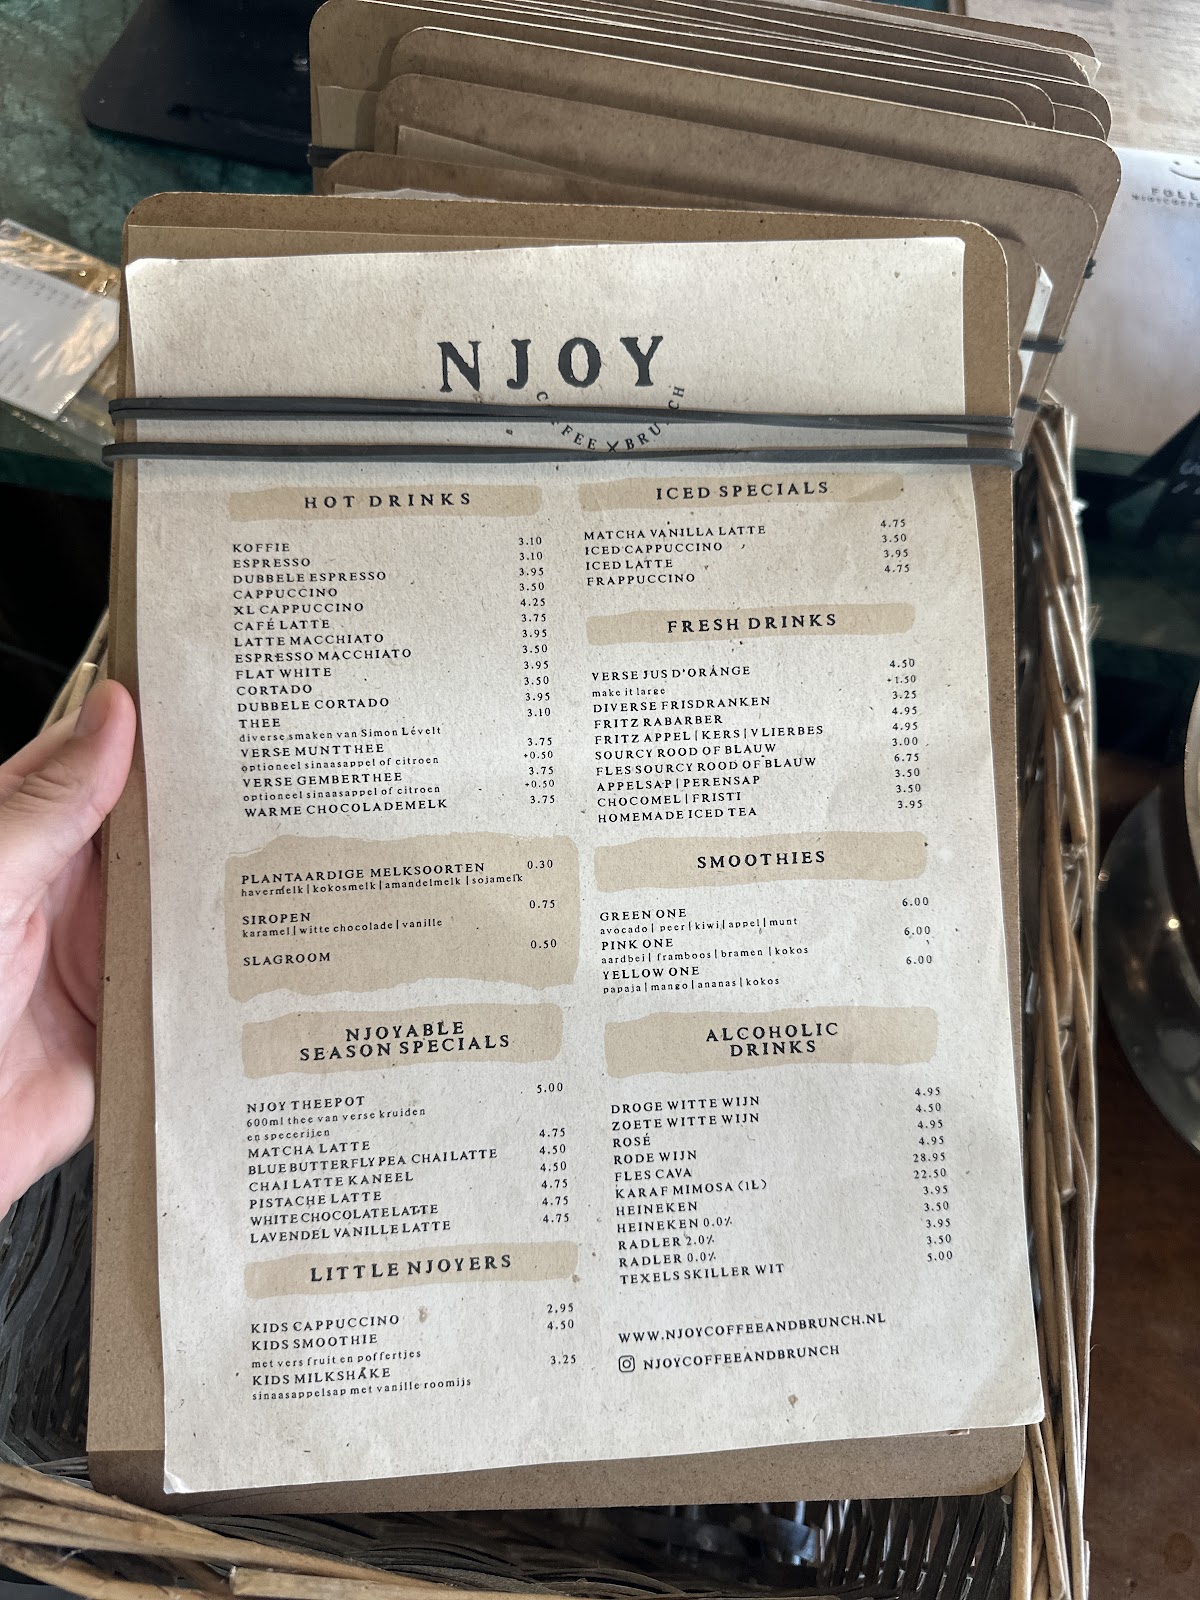 NJOY
COFFEE X BRUNCH
HOT DRINKS
KOFFIE 3.10
ESPRESSO 3.10
DUBBELE ESPRESSO 3.95
CAPPUCCINO 3.50
XL CAPPUCCINO 4.25
CAFÉ LATTE 3.75
LATTE MACCHIATO 3.95
ESPRESSO MACCHIATO 3.50
FLAT WHITE 3.95
CORTADO 3.50
DUBBELE CORTADO 3.95
THEE 3.10
diverse smaken van Simon Lévelt
VERSE MUNTTHEE 3.75
optioneel sinaasappel of citroen +0.50
VERSE GEMBERTHEE 3.75
optioneel sinaasappel of citroen +0.50
WARME CHOCOLADEMELK 3.75
PLANTAARDIGE MELKSOORTEN 0.30
havermelk | kokosmelk | amandelmelk | sojamelk
SIROPEN 0.75
karamel | witte chocolade | vanille
SLAGROOM 0.50
NJOYABLE
SEASON SPECIALS
NJOY THEEPOT 5.00
600ml thee van verse kruiden
en specerijen
MATCHA LATTE 4.75
BLUE BUTTERFLY PEA CHAI LATTE 4.50
CHAI LATTE KANEEL 4.50
PISTACHE LATTE 4.75
WHITE CHOCOLATE LATTE 4.75
LAVENDEL VANILLE LATTE 4.75
LITTLE NJOYERS
KIDS CAPPUCCINO 2,95
KIDS SMOOTHIE 4.50
met vers fruit en poffertjes
KIDS MILKSHAKE 3.25
sinaasappelsap met vanille roomijs
ICED SPECIALS
MATCHA VANILLA LATTE 4.75
ICED CAPPUCCINO 3.50
ICED LATTE 3.95
FRAPPUCCINO 4.75
FRESH DRINKS
VERSE JUS D'ORANGE 4.50
make it large +1.50
DIVERSE FRISDRANKEN 3.25
FRITZ RABARBER 4.95
FRITZ APPEL | KERS | VLIERBES 4.95
SOURCY ROOD OF BLAUW 3.00
FLES SOURCY ROOD OF BLAUW 6.75
APPELSAP | PERENSAP 3.50
CHOCOMEL | FRISTI 3.50
HOMEMADE ICED TEA 3.95
SMOOTHIES
GREEN ONE 6.00
avocado | peer | kiwi | appel | munt
PINK ONE 6.00
aardbei | framboos | bramen | kokos
YELLOW ONE 6.00
papaja | mango | ananas | kokos
ALCOHOLIC
DRINKS
DROGE WITTE WIJN 4.95
ZOETE WITTE WIJN 4.50
ROSÉ 4.95
RODE WIJN 4.95
FLES CAVA 28.95
KARAF MIMOSA (1L) 22.50
HEINEKEN 3.95
HEINEKEN 0.0% 3.50
RADLER 2.0% 3.95
RADLER 0.0% 3.50
TEXELS SKILLER WIT 5.00
WWW.NJOYCOFFEEANDBRUNCH.NL
NJOYCOFFEEANDBRUNCH